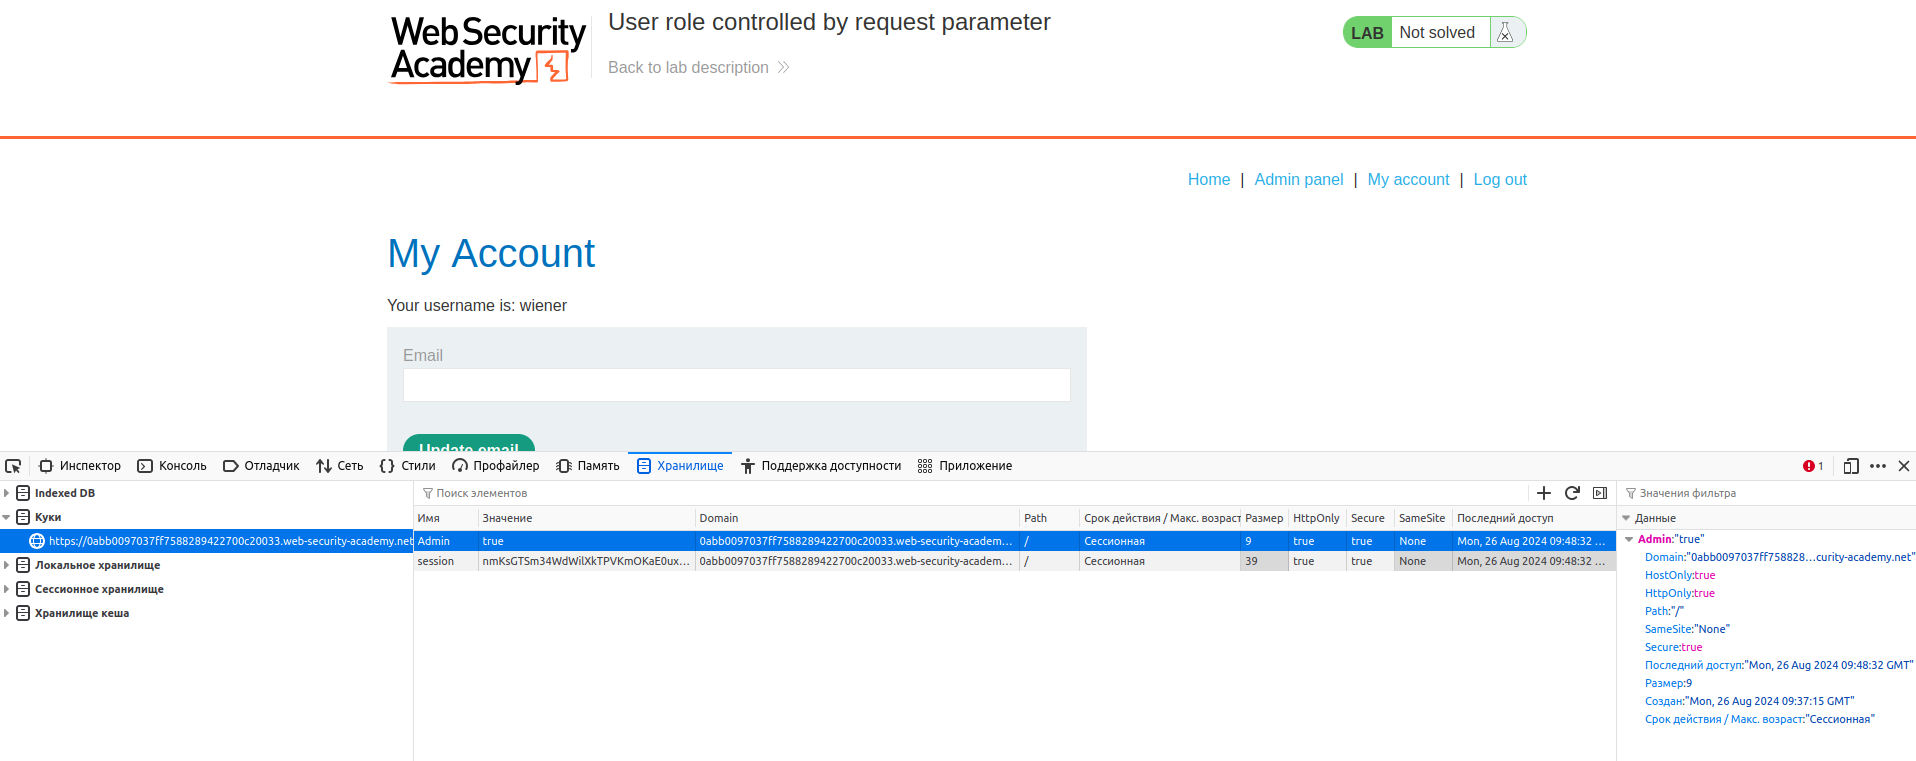 Web Security
Academy
User role controlled by request parameter
Back to lab description
LAB Not solved
Home | Admin panel | My account | Log out
My Account
Your username is: wiener
Email
Update email
Инспектор Консоль Отладчик Сеть Стили Профайлер Память Хранилище Поддержка доступности Приложение 1
Indexed DB
Куки
https://0abb0097037ff7588289422700c20033.web-security-academy.net
Локальное хранилище
Сессионное хранилище
Хранилище кеша
Поиск элементов
Имя Значение Domain Path Срок действия / Макс. возраст Размер HttpOnly Secure SameSite Последний доступ
Admin true 0abb0097037ff7588289422700c20033.web-security-academ... / Сессионная 9 true true None Mon, 26 Aug 2024 09:48:32 ...
session nmKsGTSm34WdWilXkTPVKmOKaE0ux... 0abb0097037ff7588289422700c20033.web-security-academ... / Сессионная 39 true true None Mon, 26 Aug 2024 09:48:32 ...
Значения фильтра
Данные
Admin:"true"
Domain:"0abb0097037ff758828...curity-academy.net"
HostOnly:true
HttpOnly:true
Path:"/"
SameSite:"None"
Secure:true
Последний доступ:"Mon, 26 Aug 2024 09:48:32 GMT"
Размер:9
Создан:"Mon, 26 Aug 2024 09:37:15 GMT"
Срок действия / Макс. возраст:"Сессионная"